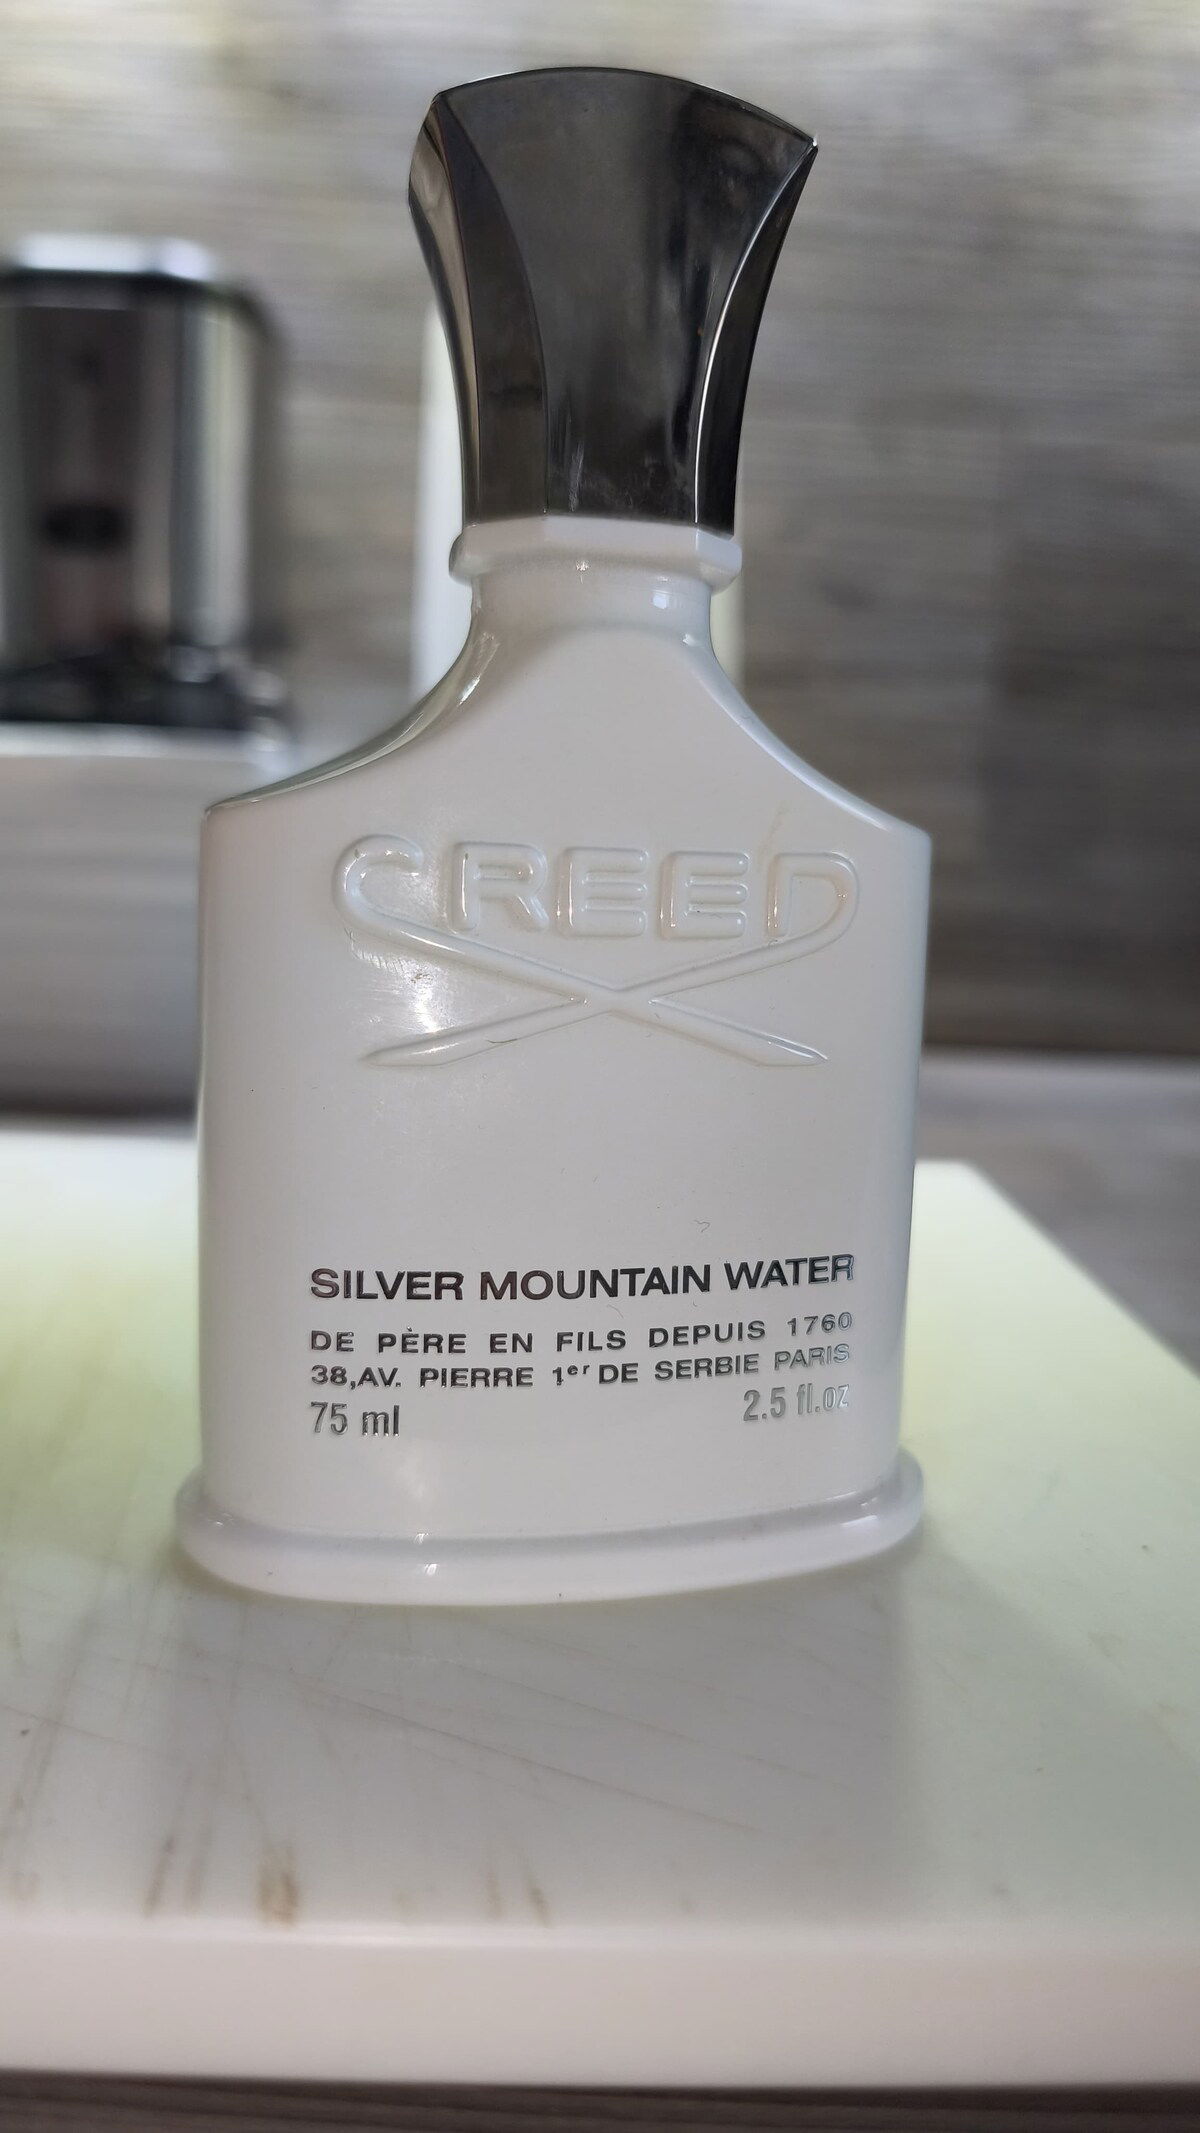 CREED
SILVER MOUNTAIN WATER
DE PÈRE EN FILS DEPUIS 1760
38,AV. PIERRE 1er DE SERBIE PARIS
75 ml 2.5 fl.oz